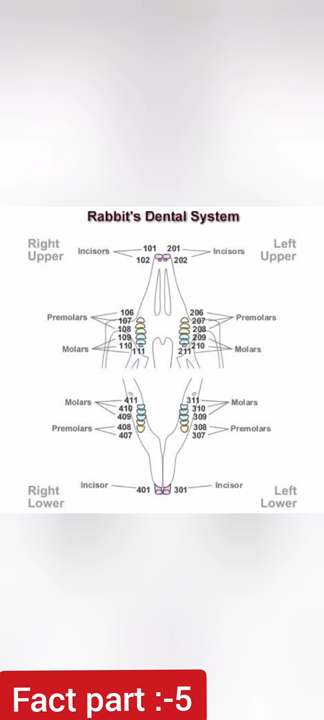 Rabbit's Dental System
Right
Upper
Incisors
101
201
Incisors
Left
Upper
102
202
106
206
Premolars
107
207
Premolars
108
208
109
209
Molars
110
210
Molars
111
211
Molars
411
311
Molars
410
310
409
309
Premolars
408
308
Premolars
407
307
Incisor
401
301
Incisor
Right
Lower
Left
Lower
Fact part :-5